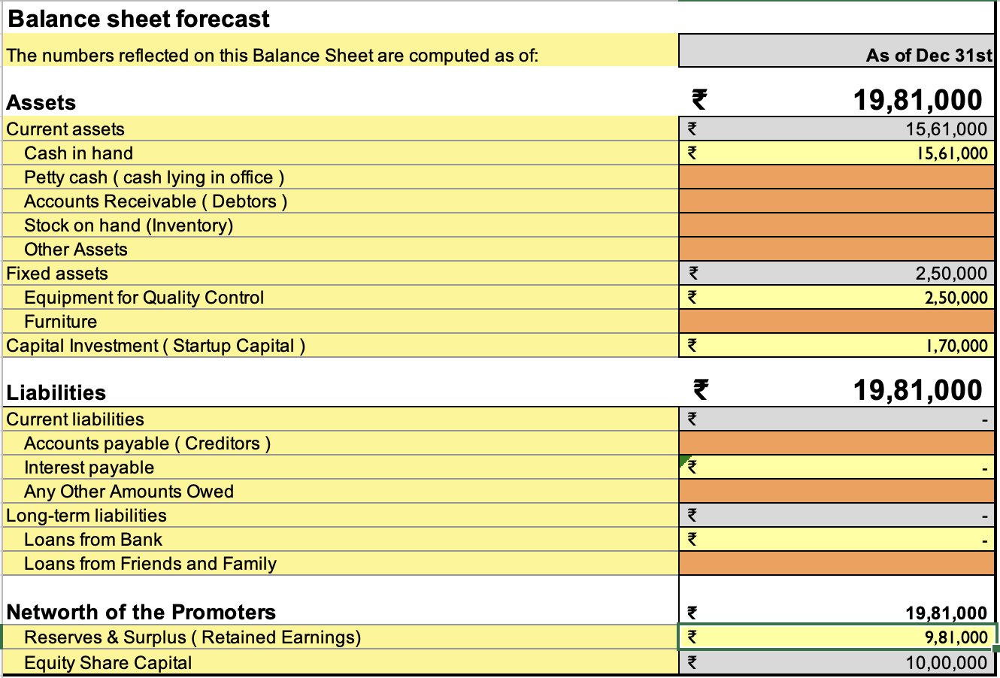 Balance sheet forecast
The numbers reflected on this Balance Sheet are computed as of: As of Dec 31st
Assets ₹ 19,81,000
Current assets ₹ 15,61,000
Cash in hand ₹ 15,61,000
Petty cash ( cash lying in office )
Accounts Receivable ( Debtors )
Stock on hand (Inventory)
Other Assets
Fixed assets ₹ 2,50,000
Equipment for Quality Control ₹ 2,50,000
Furniture
Capital Investment ( Startup Capital ) ₹ 1,70,000
Liabilities ₹ 19,81,000
Current liabilities ₹ -
Accounts payable ( Creditors )
Interest payable ₹ -
Any Other Amounts Owed
Long-term liabilities ₹ -
Loans from Bank ₹ -
Loans from Friends and Family
Networth of the Promoters ₹ 19,81,000
Reserves & Surplus ( Retained Earnings) ₹ 9,81,000
Equity Share Capital ₹ 10,00,000